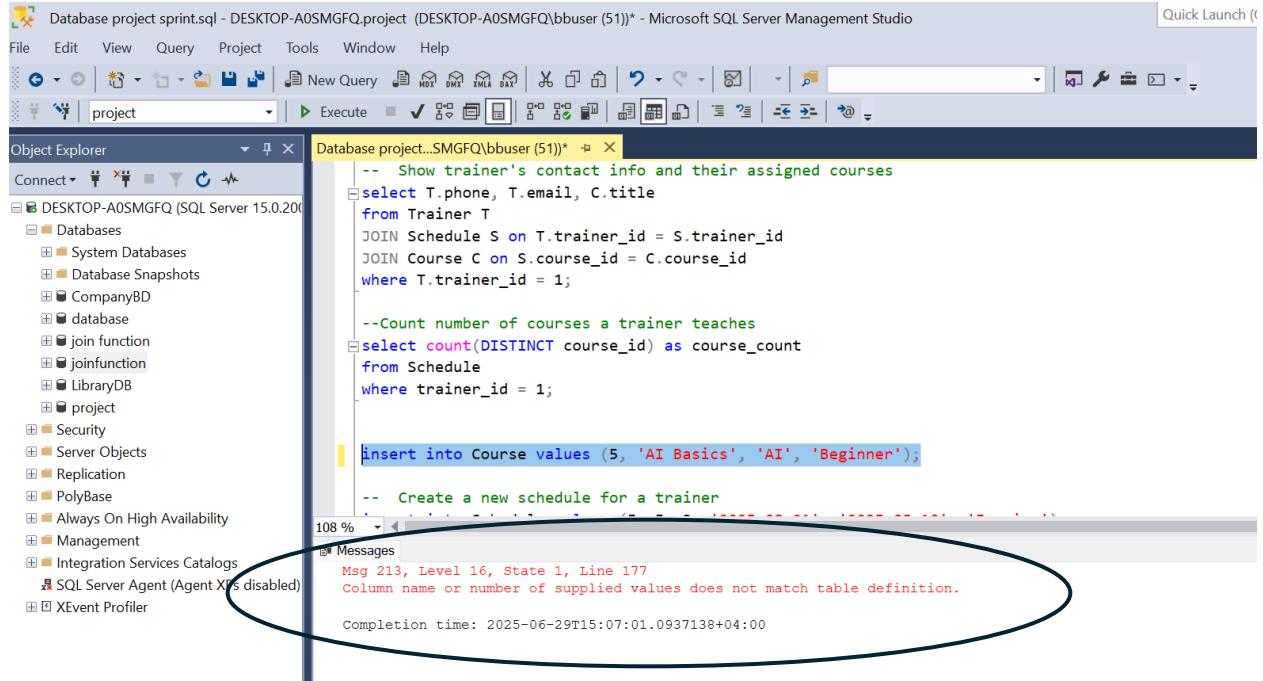 Database project sprint.sql - DESKTOP-A0SMGFQ.project (DESKTOP-A0SMGFQ\bbuser (51))* - Microsoft SQL Server Management Studio
Quick Launch (
File Edit View Query Project Tools Window Help
New Query MDX DMX XMLA DAX
project Execute
Object Explorer
Connect
DESKTOP-A0SMGFQ (SQL Server 15.0.200
Databases
System Databases
Database Snapshots
CompanyBD
database
join function
joinfunction
LibraryDB
project
Security
Server Objects
Replication
PolyBase
Always On High Availability
Management
Integration Services Catalogs
SQL Server Agent (Agent XPs disabled)
XEvent Profiler
Database project...SMGFQ\bbuser (51))*
-- Show trainer's contact info and their assigned courses
select T.phone, T.email, C.title
from Trainer T
JOIN Schedule S on T.trainer_id = S.trainer_id
JOIN Course C on S.course_id = C.course_id
where T.trainer_id = 1;
--Count number of courses a trainer teaches
select count(DISTINCT course_id) as course_count
from Schedule
where trainer_id = 1;
insert into Course values (5, 'AI Basics', 'AI', 'Beginner');
-- Create a new schedule for a trainer
108 %
Messages
Msg 213, Level 16, State 1, Line 177
Column name or number of supplied values does not match table definition.
Completion time: 2025-06-29T15:07:01.0937138+04:00